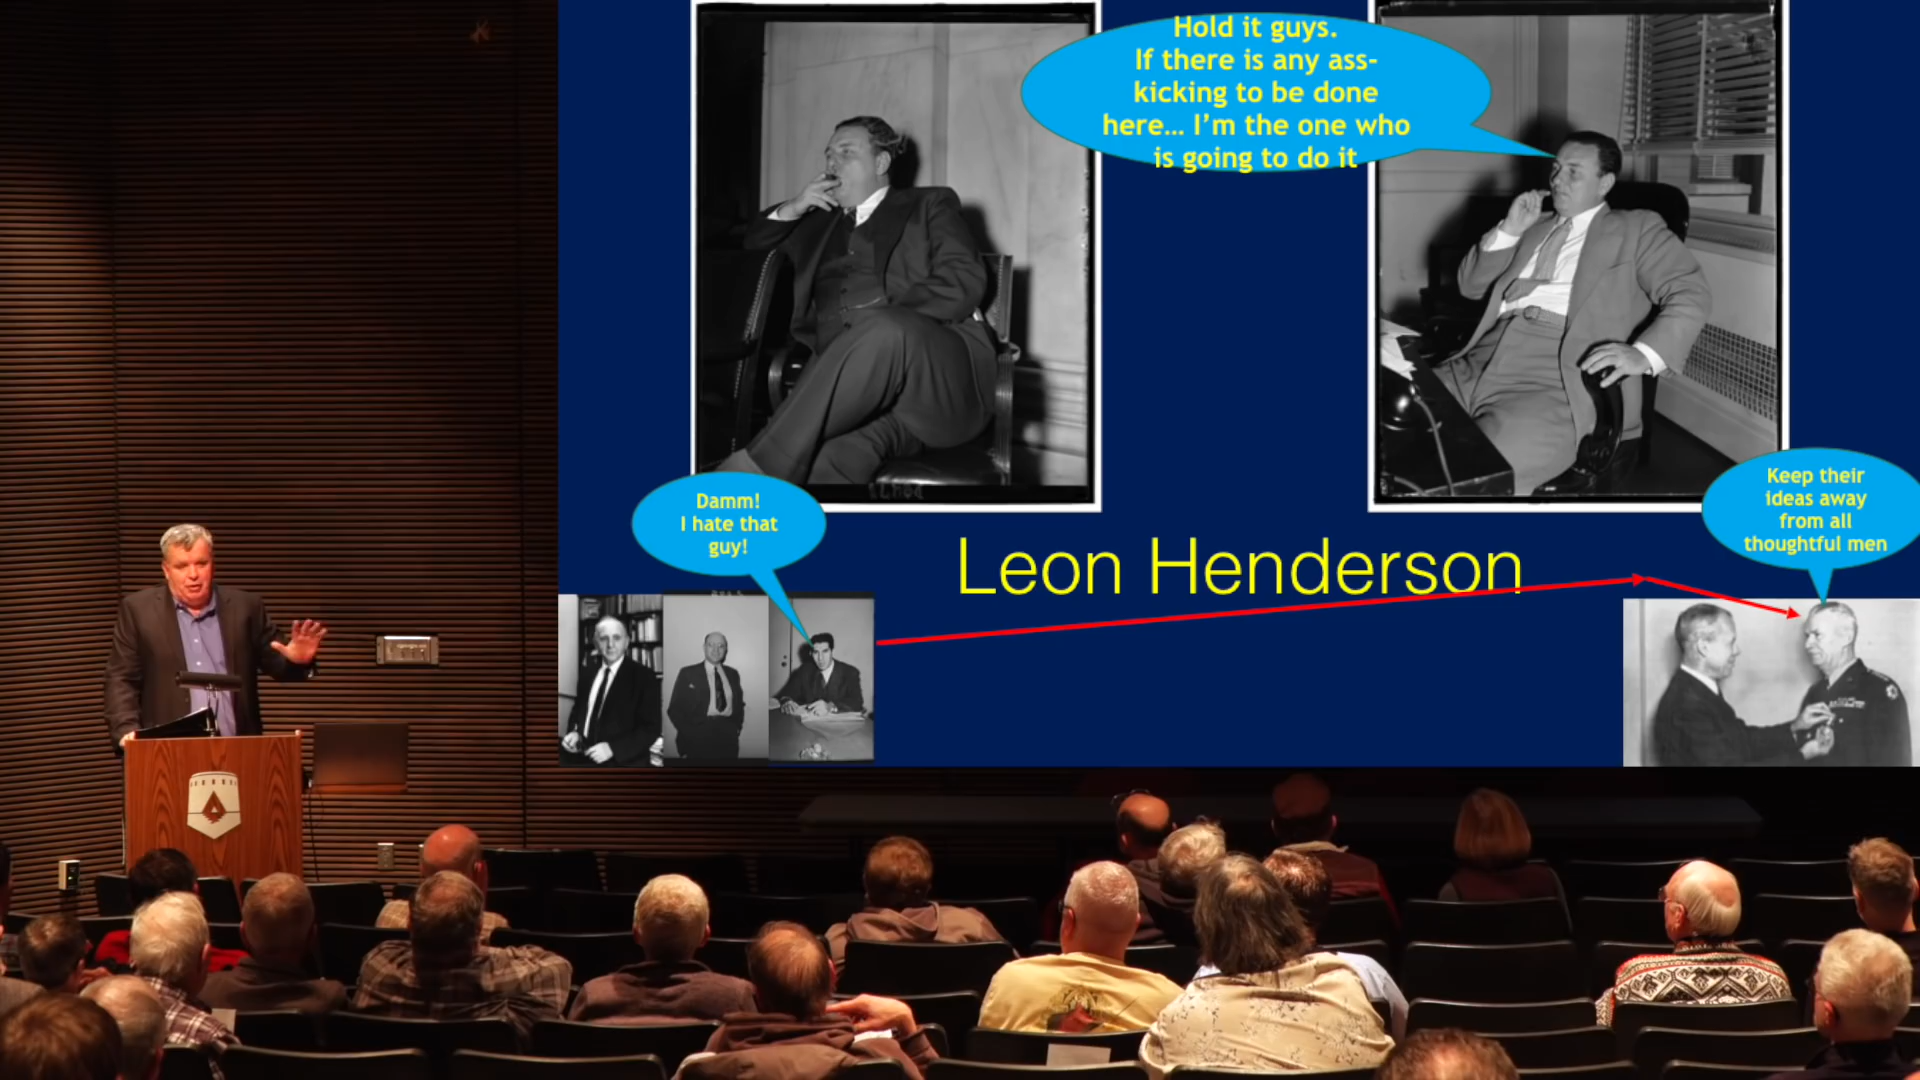 Hold it guys.
If there is any ass-
kicking to be done
here... I'm the one who
is going to do it
Damm!
I hate that
guy!
Keep their
ideas away
from all
thoughtful men
Leon Henderson